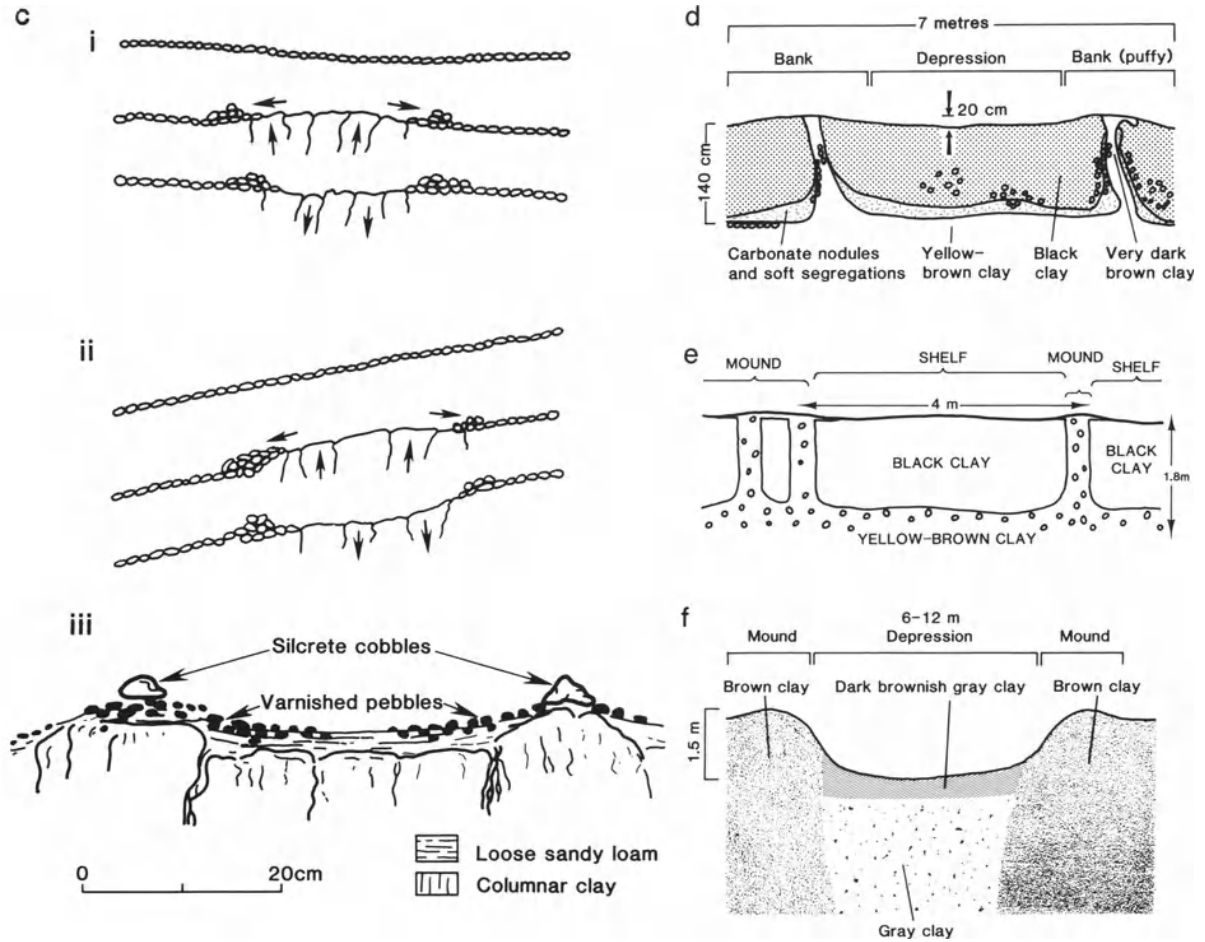 c
i
ii
iii
Silcrete cobbles
Varnished pebbles
Loose sandy loam
Columnar clay
0
20cm
d
7 metres
Bank
Depression
Bank (puffy)
20 cm
140 cm
Carbonate nodules
and soft segregations
Yellow-
brown clay
Black
clay
Very dark
brown clay
e
MOUND
SHELF
MOUND
SHELF
4 m
BLACK CLAY
BLACK
CLAY
1.8m
YELLOW-BROWN CLAY
f
6-12 m
Mound
Depression
Mound
Brown clay
Dark brownish gray clay
Brown clay
1.5 m
Gray clay